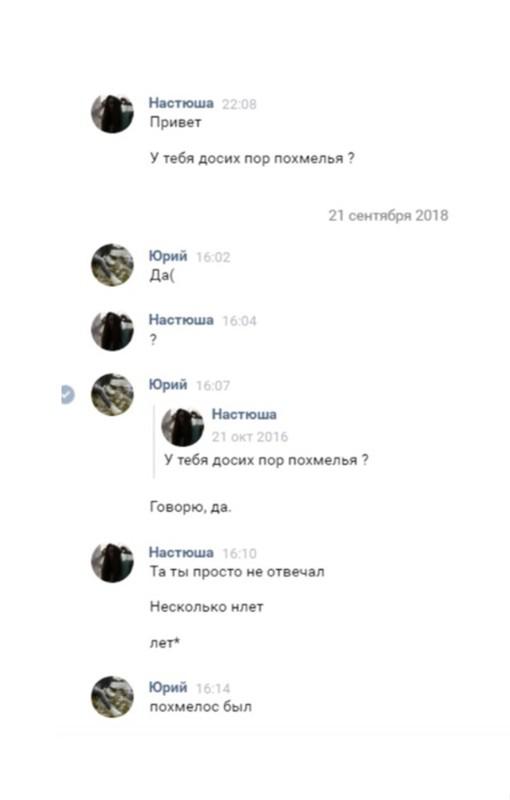 Настюша 22:08
Привет
У тебя досих пор похмелья ?
21 сентября 2018
Юрий 16:02
Да(
Настюша 16:04
?
Юрий 16:07
Настюша
21 окт 2016
У тебя досих пор похмелья ?
Говорю, да.
Настюша 16:10
Та ты просто не отвечал
Несколько нлет
лет*
Юрий 16:14
похмелос был